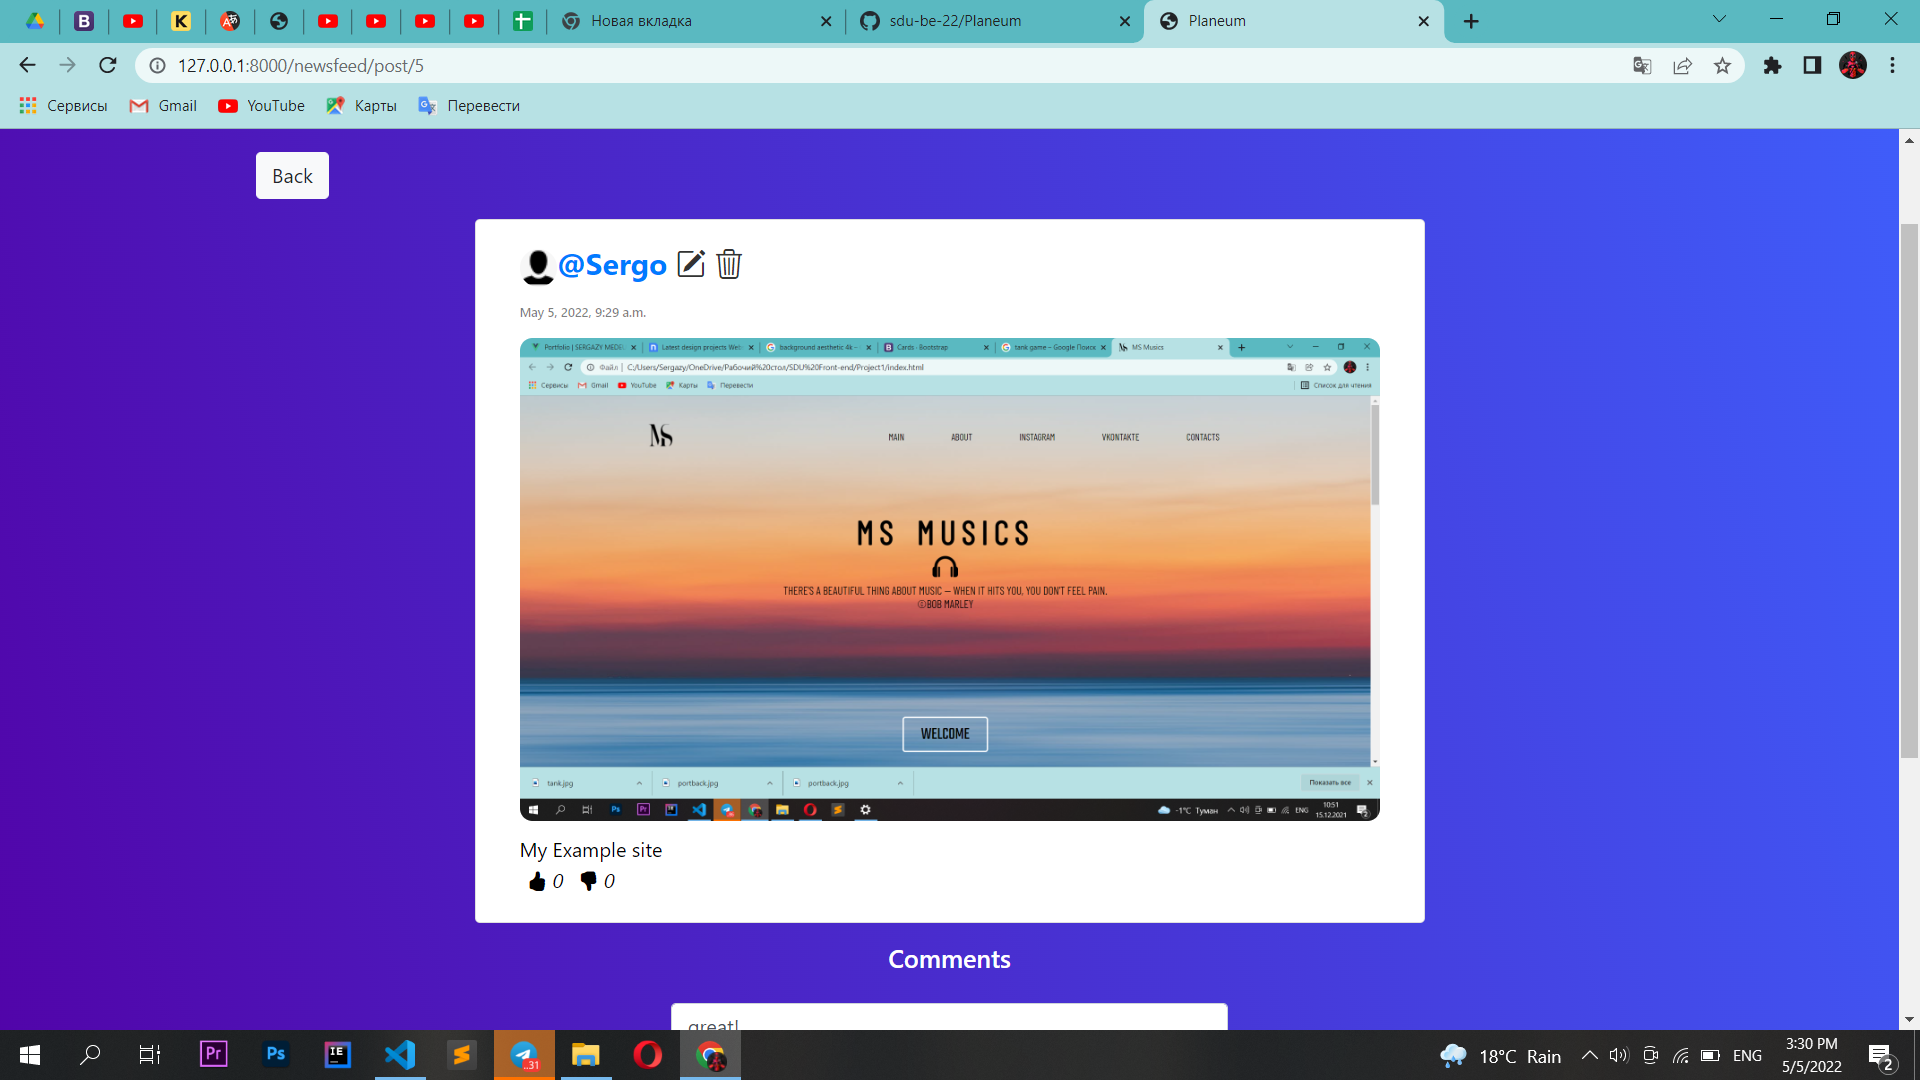 Новая вкладка
sdu-be-22/Planeum
Planeum
127.0.0.1:8000/newsfeed/post/5
Сервисы
Gmail
YouTube
Карты
Перевести
Back
@Sergo
May 5, 2022, 9:29 a.m.
Portfolio | SERGAZY MEDE
Latest design projects Web
background aesthetic 4k –
Cards · Bootstrap
tank game – Google Поиск
MS Musics
Файл | C:/Users/Sergazy/OneDrive/Рабочий%20стол/SDU%20Front-end/Project1/index.html
Сервисы
Gmail
YouTube
Карты
Перевести
Список для чтения
MS
MAIN
ABOUT
INSTAGRAM
VKONTAKTE
CONTACTS
MS MUSICS
THERE'S A BEAUTIFUL THING ABOUT MUSIC – WHEN IT HITS YOU, YOU DON'T FEEL PAIN.
©BOB MARLEY
WELCOME
tank.jpg
portback.jpg
portback.jpg
Показать все
-1°C Туман
ENG
10:51
15.12.2021
2
My Example site
0
0
Comments
great!
Pr
Ps
IE
..31
18°C Rain
ENG
3:30 PM
5/5/2022
2